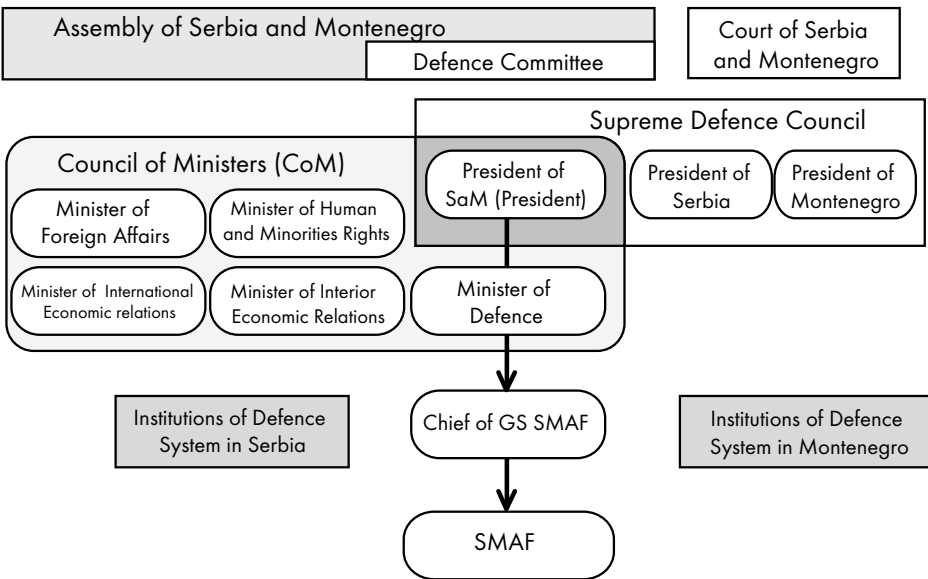 Assembly of Serbia and Montenegro
Defence Committee
Court of Serbia
and Montenegro
Supreme Defence Council
Council of Ministers (CoM)
President of
SaM (President)
President of
Serbia
President of
Montenegro
Minister of
Foreign Affairs
Minister of Human
and Minorities Rights
Minister of International
Economic relations
Minister of Interior
Economic Relations
Minister of
Defence
Institutions of Defence
System in Serbia
Chief of GS SMAF
Institutions of Defence
System in Montenegro
SMAF